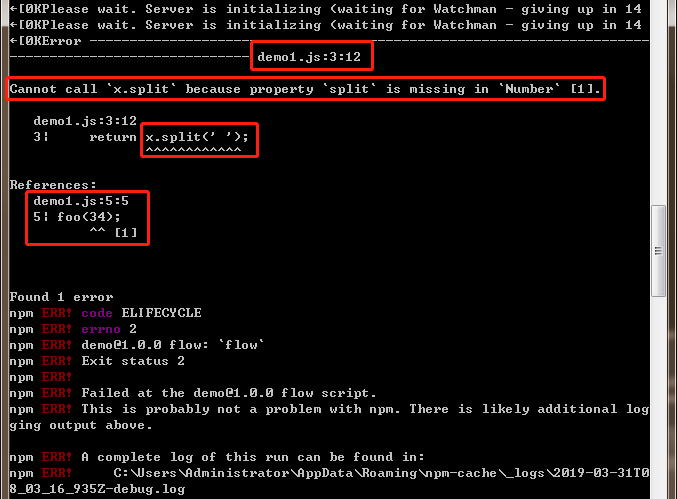 ←[0KPlease wait. Server is initializing (waiting for Watchman - giving up in 14
←[0KPlease wait. Server is initializing (waiting for Watchman - giving up in 14
←[0KError ----------------------------------------------------------------------
------------------------------ demo1.js:3:12
Cannot call `x.split` because property `split` is missing in `Number` [1].
demo1.js:3:12
3| return x.split(' ');
^^^^^^^^^^^^
References:
demo1.js:5:5
5| foo(34);
^^ [1]
Found 1 error
npm ERR! code ELIFECYCLE
npm ERR! errno 2
npm ERR! demo@1.0.0 flow: `flow`
npm ERR! Exit status 2
npm ERR!
npm ERR! Failed at the demo@1.0.0 flow script.
npm ERR! This is probably not a problem with npm. There is likely additional log
ging output above.
npm ERR! A complete log of this run can be found in:
npm ERR! C:\Users\Administrator\AppData\Roaming\npm-cache\_logs\2019-03-31T0
8_03_16_935Z-debug.log